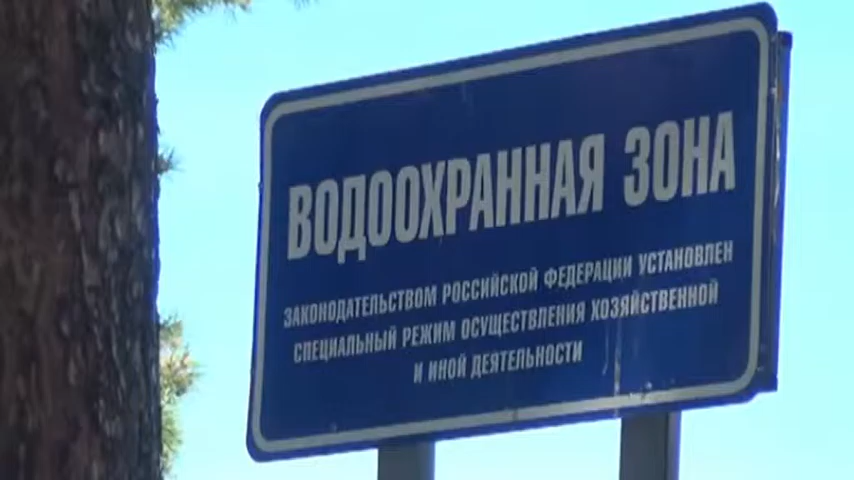 ВОДООХРАННАЯ ЗОНА
ЗАКОНОДАТЕЛЬСТВОМ РОССИЙСКОЙ ФЕДЕРАЦИИ УСТАНОВЛЕН
СПЕЦИАЛЬНЫЙ РЕЖИМ ОСУЩЕСТВЛЕНИЯ ХОЗЯЙСТВЕННОЙ
И ИНОЙ ДЕЯТЕЛЬНОСТИ